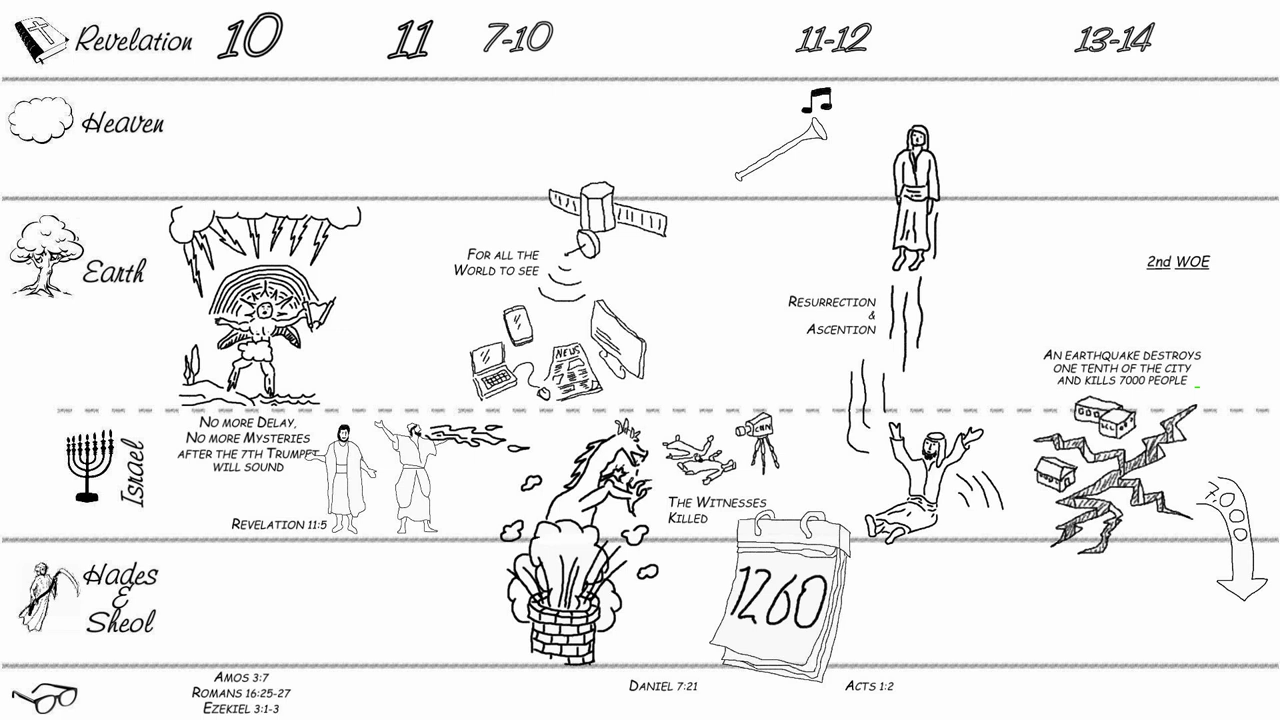 Revelation 10 11 7-10 11-12 13-14
Heaven
Earth
FOR ALL THE
WORLD TO SEE
RESURRECTION
&
ASCENTION
2nd WOE
AN EARTHQUAKE DESTROYS
ONE TENTH OF THE CITY
AND KILLS 7000 PEOPLE
NEWS
Israel
NO MORE DELAY,
NO MORE MYSTERIES
AFTER THE 7TH TRUMPET
WILL SOUND
REVELATION 11:5
CNN
THE WITNESSES
KILLED
Hades
&
Sheol
1260
AMOS 3:7
ROMANS 16:25-27
EZEKIEL 3:1-3
DANIEL 7:21
ACTS 1:2